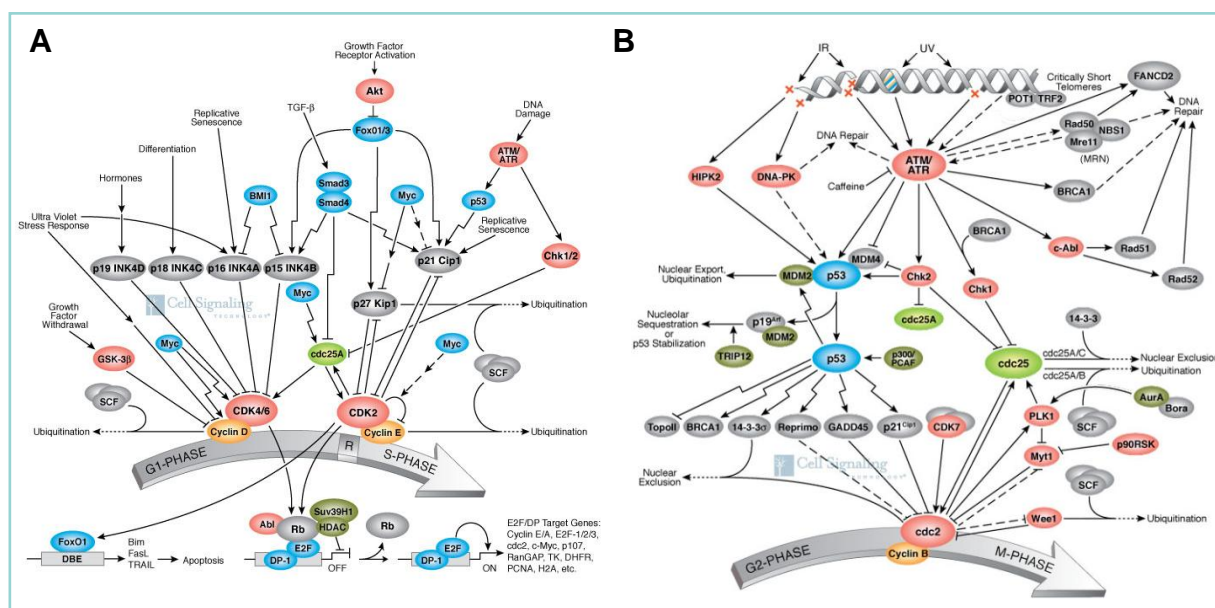 A
Growth Factor
Receptor Activation
Akt
Replicative
Senescence
TGF-β
Fox01/3
DNA
Damage
Differentiation
ATM/
ATR
Hormones
BMI1
Smad3
Smad4
Myc
p53
Ultra Violet
Stress Response
Replicative
Senescence
p19 INK4D
p18 INK4C
p16 INK4A
p15 INK4B
p21 Cip1
Chk1/2
Cell Signaling
TECHNOLOGY®
Myc
p27 Kip1
Ubiquitination
Growth
Factor
Withdrawal
Myc
cdc25A
Myc
GSK-3β
SCF
SCF
CDK4/6
CDK2
Ubiquitination
Cyclin D
Cyclin E
Ubiquitination
G1-PHASE
R
S-PHASE
Suv39H1
Abl
Rb
HDAC
Rb
FoxO1
DBE
Bim
FasL
TRAIL
Apoptosis
E2F
DP-1
OFF
E2F
DP-1
ON
E2F/DP Target Genes:
Cyclin E/A, E2F-1/2/3,
cdc2, c-Myc, p107,
RanGAP, TK, DHFR,
PCNA, H2A, etc.
B
IR
UV
Critically Short
Telomeres
FANCD2
POT1
TRF2
DNA
Repair
DNA Repair
Rad50
NBS1
Mre11
(MRN)
HIPK2
DNA-PK
ATM/
ATR
Caffeine
BRCA1
BRCA1
c-Abl
Rad51
Rad52
MDM4
Nuclear Export,
Ubiquitination
MDM2
p53
Chk2
Chk1
Nucleolar
Sequestration
or
p53 Stabilization
p19Arf
MDM2
TRIP12
cdc25A
14-3-3
p53
p300/
PCAF
cdc25
cdc25A/C
Nuclear Exclusion
cdc25A/B
Ubiquitination
AurA
Bora
PLK1
SCF
TopoII
BRCA1
14-3-3σ
Reprimo
GADD45
p21Cip1
CDK7
p90RSK
Myt1
Cell Signaling
TECHNOLOGY®
Nuclear
Exclusion
SCF
cdc2
Wee1
Ubiquitination
Cyclin B
G2-PHASE
M-PHASE